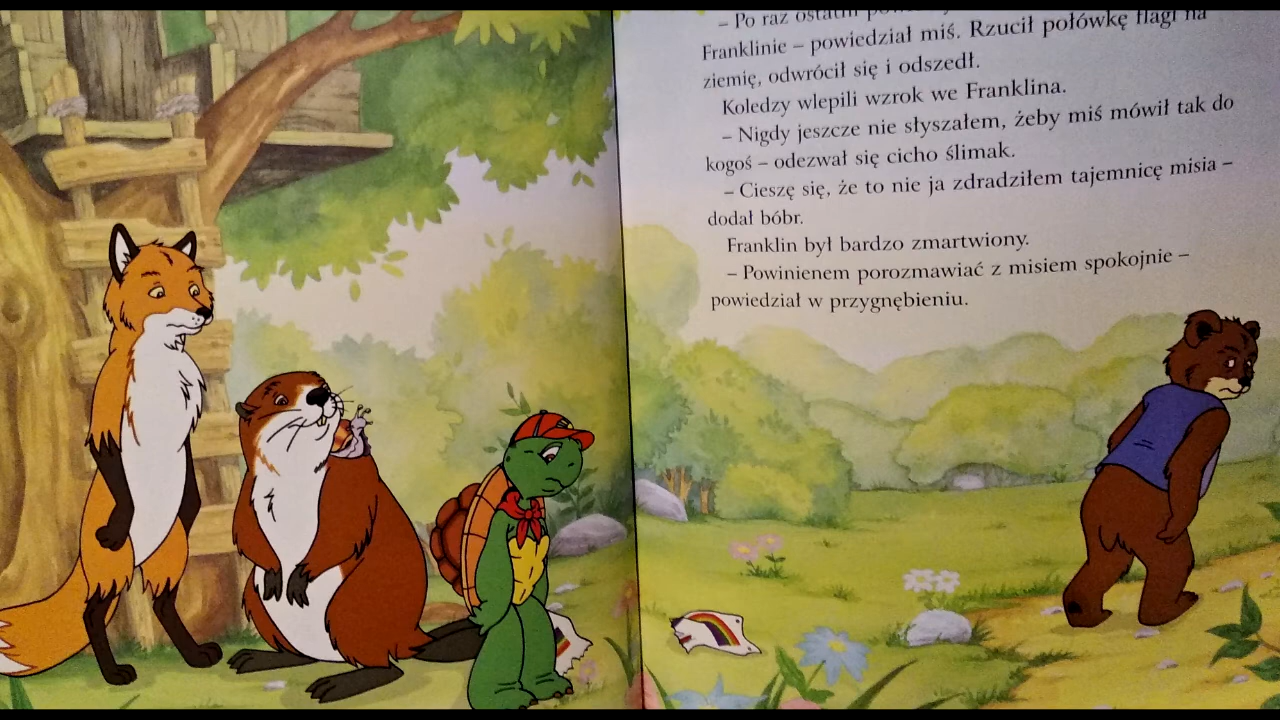 – Po raz ostatni
Franklinie – powiedział miś. Rzucił połówkę flagi na
ziemię, odwrócił się i odszedł.
Koledzy wlepili wzrok we Franklina.
– Nigdy jeszcze nie słyszałem, żeby miś mówił tak do
kogoś – odezwał się cicho ślimak.
– Cieszę się, że to nie ja zdradziłem tajemnicę misia –
dodał bóbr.
Franklin był bardzo zmartwiony.
– Powinienem porozmawiać z misiem spokojnie –
powiedział w przygnębieniu.